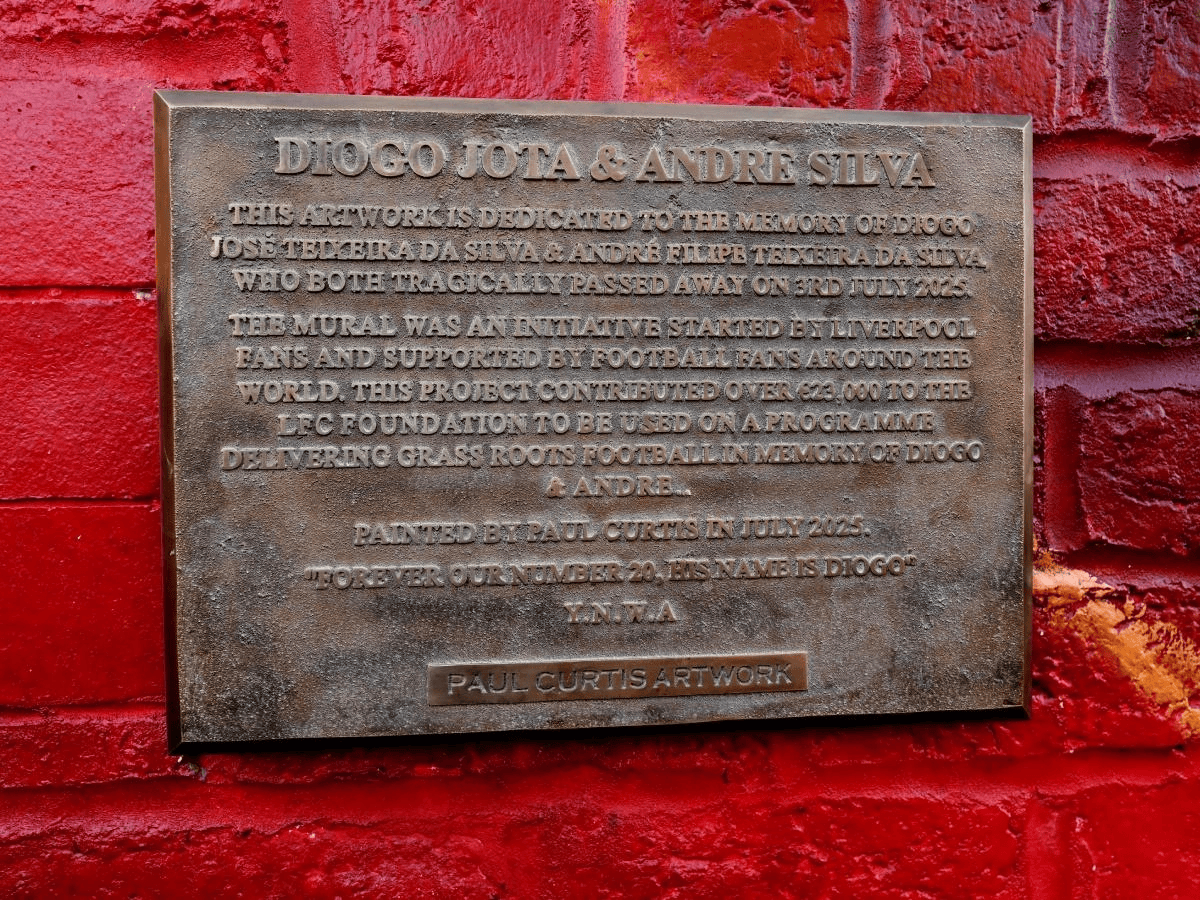 DIOGO JOTA & ANDRE SILVA
THIS ARTWORK IS DEDICATED TO THE MEMORY OF DIOGO
JOSÉ TEIXEIRA DA SILVA & ANDRÉ FILIPE TEIXEIRA DA SILVA,
WHO BOTH TRAGICALLY PASSED AWAY ON 3RD JULY 2025.
THE MURAL WAS AN INITIATIVE STARTED BY LIVERPOOL
FANS AND SUPPORTED BY FOOTBALL FANS AROUND THE
WORLD. THIS PROJECT CONTRIBUTED OVER €23,000 TO THE
LFC FOUNDATION TO BE USED ON A PROGRAMME
DELIVERING GRASS ROOTS FOOTBALL IN MEMORY OF DIOGO
& ANDRE..
PAINTED BY PAUL CURTIS IN JULY 2025.
"FOREVER OUR NUMBER 20, HIS NAME IS DIOGO"
Y.N.W.A
PAUL CURTIS ARTWORK